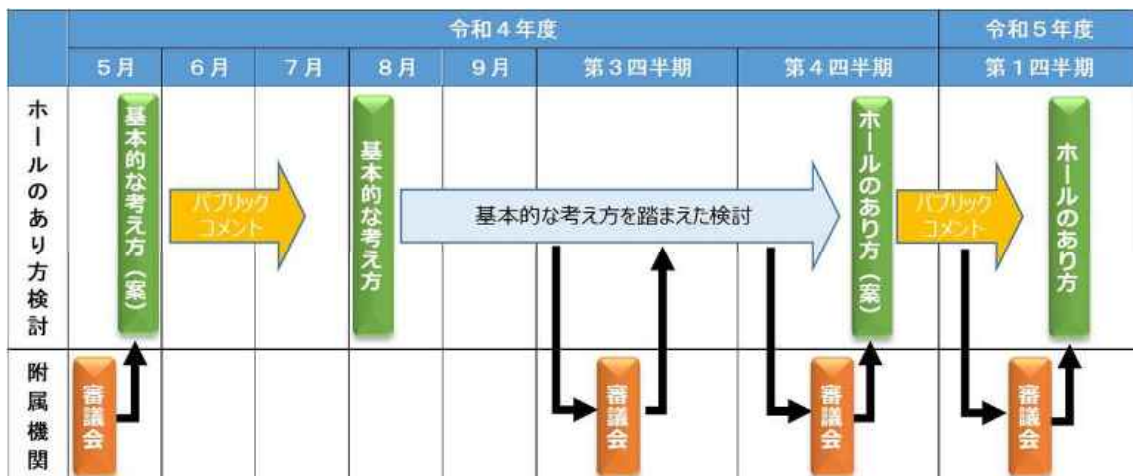 令和４年度
令和５年度
５月
６月
７月
８月
９月
第３四半期
第４四半期
第１四半期
ホールのあり方検討
基本的な考え方（案）
パブリック
コメント
基本的な考え方
基本的な考え方を踏まえた検討
ホールのあり方（案）
パブリック
コメント
ホールのあり方
附属機関
審議会
審議会
審議会
審議会